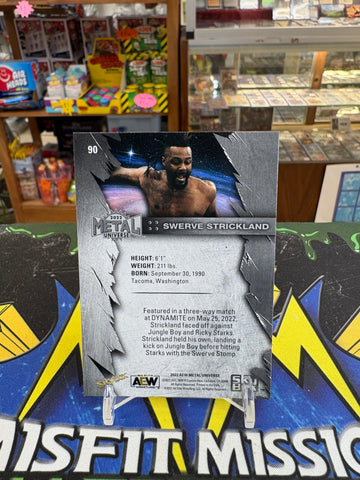 AIR HEADS
90
2022
METAL
UNIVERSE
SWERVE STRICKLAND
HEIGHT: 6'1"
WEIGHT: 211 lbs.
BORN: September 30, 1990
Tacoma, Washington
Featured in a three-way match
at DYNAMITE on May 25, 2022,
Strickland faced off against
Jungle Boy and Ricky Starks.
Strickland held his own, landing a
kick on Jungle Boy before hitting
Starks with the Swerve Stomp.
2022 AEW METAL UNIVERSE
AEW
MISFIT MISSIO